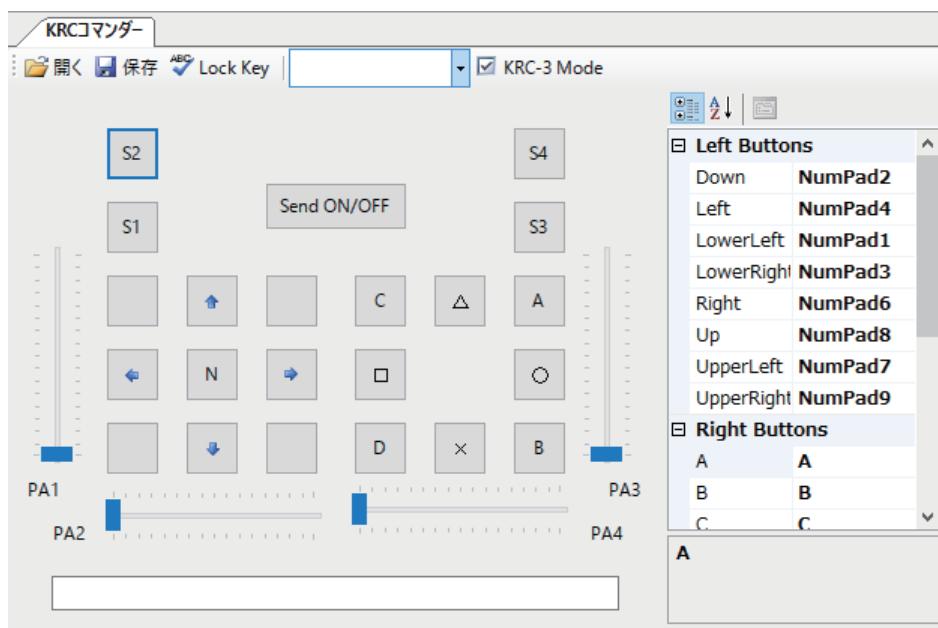 KRCコマンダー
開く 保存 ABC Lock Key KRC-3 Mode
S2 S4
Send ON/OFF
S1 S3
C △ A
N □ ○
D × B
PA1 PA3
PA2 PA4
Left Buttons
Down NumPad2
Left NumPad4
LowerLeft NumPad1
LowerRight NumPad3
Right NumPad6
Up NumPad8
UpperLeft NumPad7
UpperRight NumPad9
Right Buttons
A A
B B
C C
A